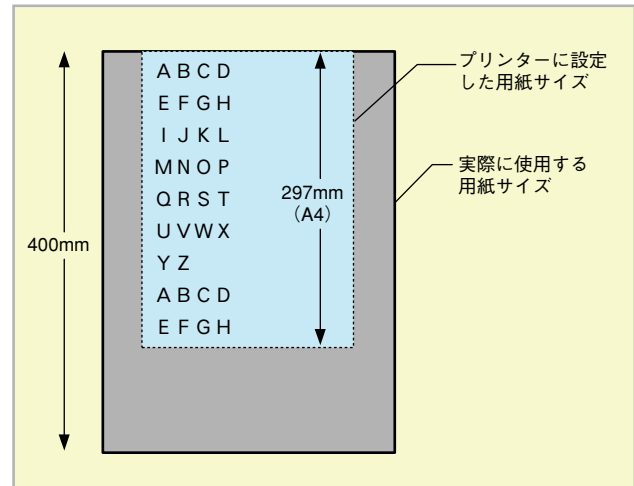 A B C D
E F G H
I J K L
M N O P
Q R S T
U V W X
Y Z
A B C D
E F G H
297mm
（A4）
400mm
プリンターに設定
した用紙サイズ
実際に使用する
用紙サイズ